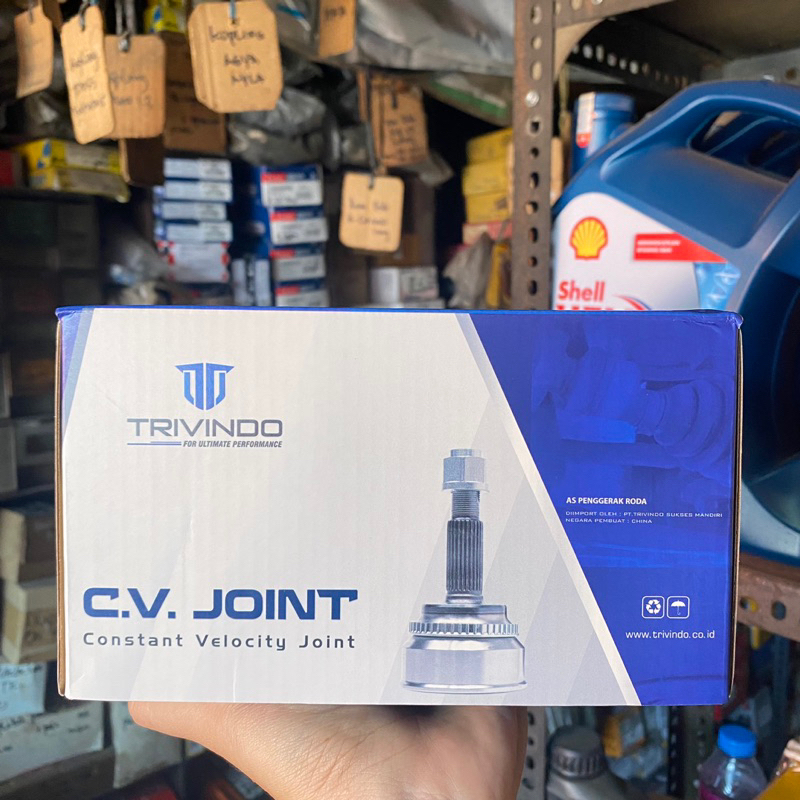 KOPLING
Shell
TRIVINDO
FOR ULTIMATE PERFORMANCE
AS PENGGERAK RODA
DIIMPORT OLEH : PT.TRIVINDO SUKSES MANDIRI
NEGARA PEMBUAT : CHINA
C.V. JOINT
Constant Velocity Joint
www.trivindo.co.id